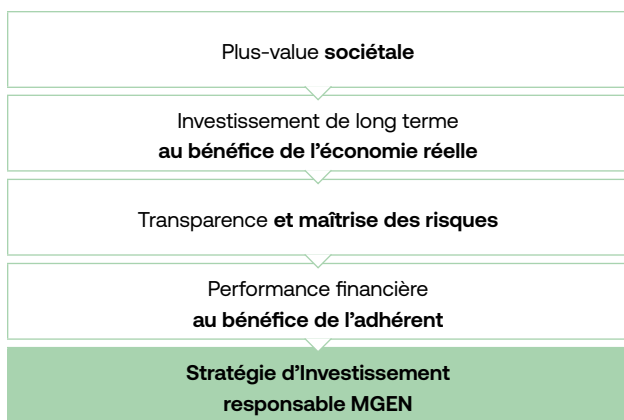 Plus-value sociétale
Investissement de long terme
au bénéfice de l’économie réelle
Transparence et maîtrise des risques
Performance financière
au bénéfice de l’adhérent
Stratégie d’Investissement
responsable MGEN